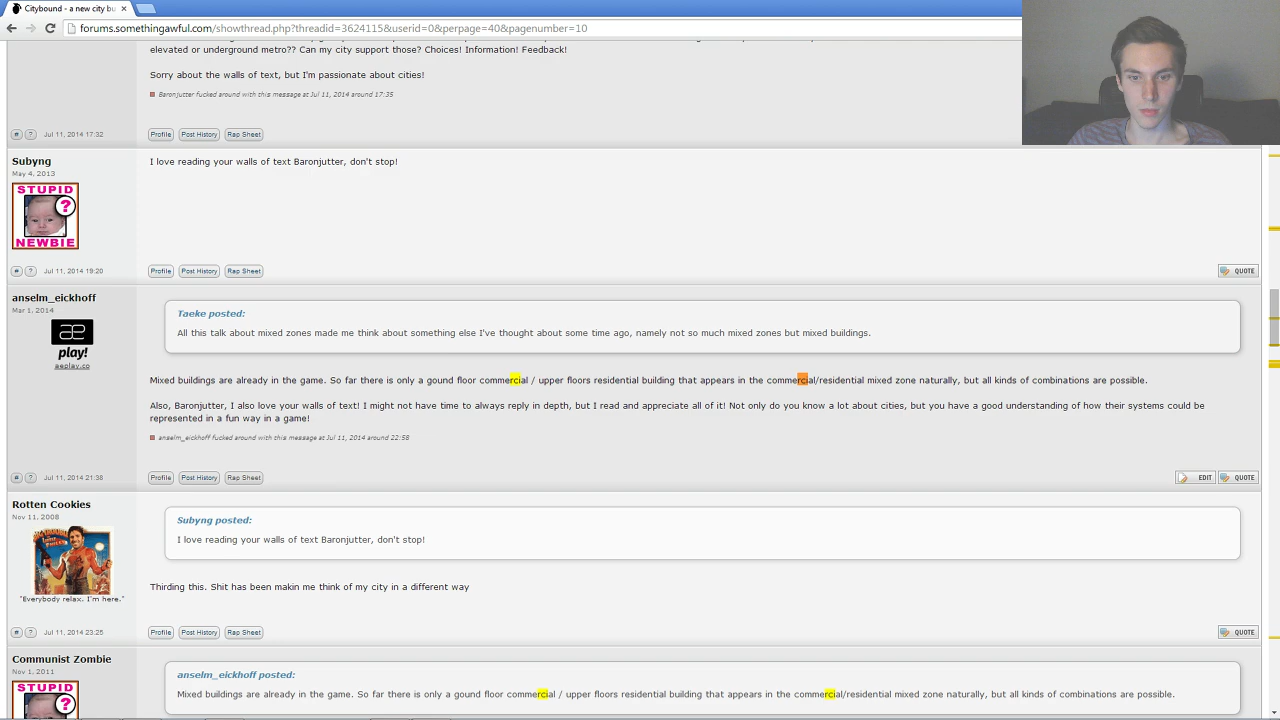 Citybound - a new city bu
forums.somethingawful.com/showthread.php?threadid=3624115&userid=0&perpage=40&pagenumber=10
elevated or underground metro?? Can my city support those? Choices! Information! Feedback!
Sorry about the walls of text, but I'm passionate about cities!
Baronjutter fucked around with this message at Jul 11, 2014 around 17:35
# ? Jul 11, 2014 17:32 Profile Post History Rap Sheet
Subyng
May 4, 2013
I love reading your walls of text Baronjutter, don't stop!
STUPID
?
NEWBIE
# ? Jul 11, 2014 19:20 Profile Post History Rap Sheet QUOTE
anselm_eickhoff
Mar 1, 2014
æ
play!
aeplay.co
Taeke posted:
All this talk about mixed zones made me think about something else I've thought about some time ago, namely not so much mixed zones but mixed buildings.
Mixed buildings are already in the game. So far there is only a gound floor commercial / upper floors residential building that appears in the commercial/residential mixed zone naturally, but all kinds of combinations are possible.
Also, Baronjutter, I also love your walls of text! I might not have time to always reply in depth, but I read and appreciate all of it! Not only do you know a lot about cities, but you have a good understanding of how their systems could be
represented in a fun way in a game!
anselm_eickhoff fucked around with this message at Jul 11, 2014 around 22:58
# ? Jul 11, 2014 21:38 Profile Post History Rap Sheet EDIT QUOTE
Rotten Cookies
Nov 11, 2008
"Everybody relax. I'm here."
Subyng posted:
I love reading your walls of text Baronjutter, don't stop!
Thirding this. Shit has been makin me think of my city in a different way
# ? Jul 11, 2014 23:25 Profile Post History Rap Sheet QUOTE
Communist Zombie
Nov 1, 2011
STUPID
?
anselm_eickhoff posted:
Mixed buildings are already in the game. So far there is only a gound floor commercial / upper floors residential building that appears in the commercial/residential mixed zone naturally, but all kinds of combinations are possible.